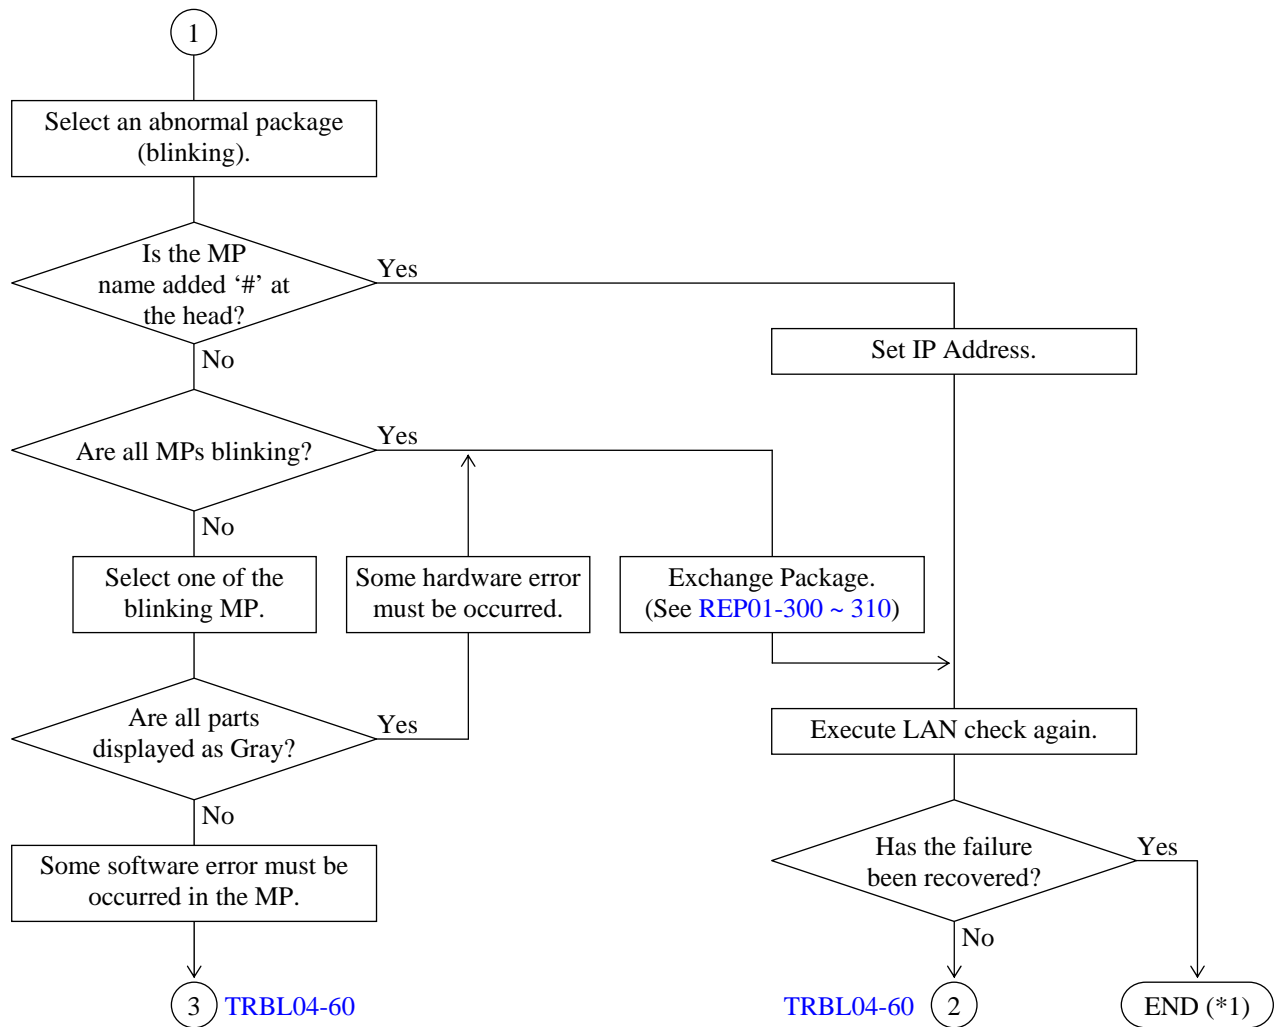 1
Select an abnormal package
(blinking).
Is the MP
name added ‘#’ at
the head?
Yes
No
Set IP Address.
Are all MPs blinking?
Yes
No
Select one of the
blinking MP.
Some hardware error
must be occurred.
Exchange Package.
(See REP01-300 ~ 310)
Are all parts
displayed as Gray?
Yes
No
Execute LAN check again.
Some software error must be
occurred in the MP.
Has the failure
been recovered?
Yes
No
3 TRBL04-60
TRBL04-60 2
END (*1)